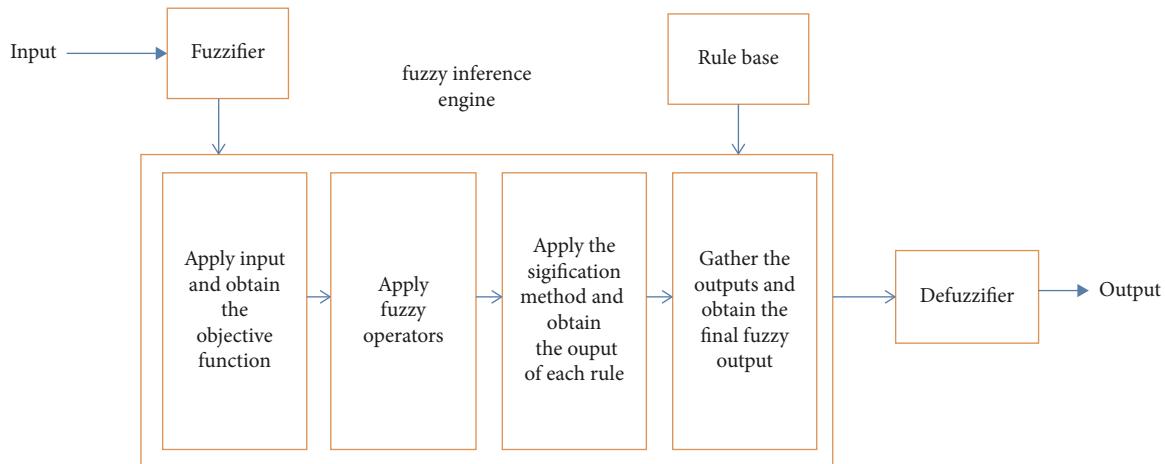 Input
Fuzzifier
fuzzy inference
engine
Rule base
Apply input
and obtain
the
objective
function
Apply
fuzzy
operators
Apply the
sigification
method and
obtain
the ouput
of each rule
Gather the
outputs and
obtain the
final fuzzy
output
Defuzzifier
Output